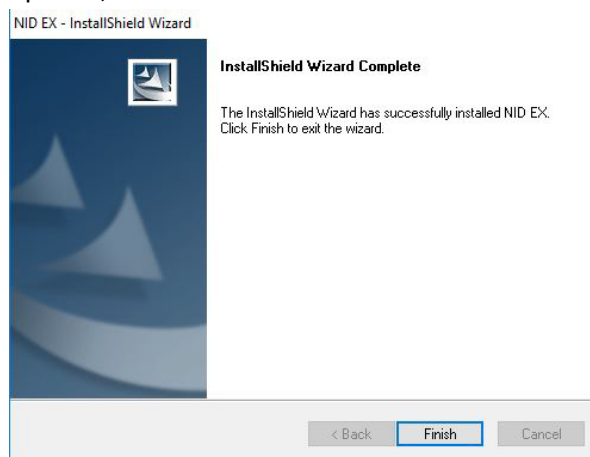 NID EX - InstallShield Wizard
InstallShield Wizard Complete
The InstallShield Wizard has successfully installed NID EX.
Click Finish to exit the wizard.
< Back
Finish
Cancel